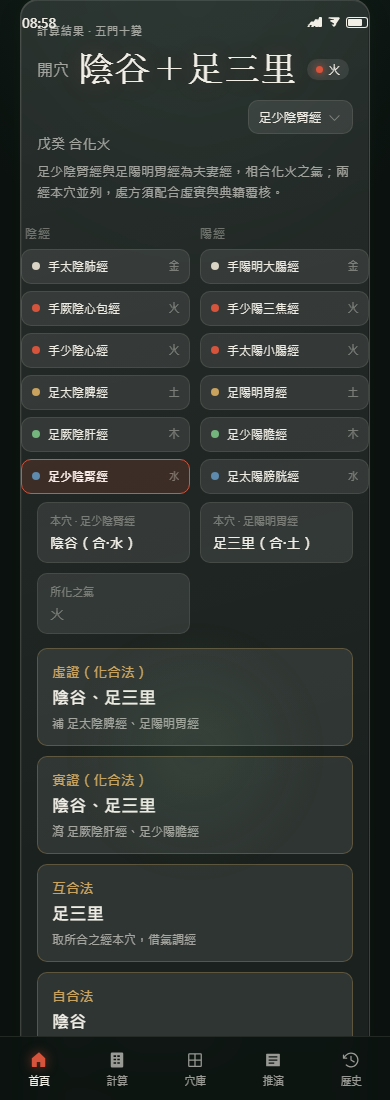 08:58
計算結果 · 五門十變
開穴 陰谷＋足三里 火
足少陰腎經
戊癸 合化火
足少陰腎經與足陽明胃經為夫妻經，相合化火之氣；兩
經本穴並列，處方須配合虛實與典籍覆核。
陰經 陽經
手太陰肺經 金 手陽明大腸經 金
手厥陰心包經 火 手少陽三焦經 火
手少陰心經 火 手太陽小腸經 火
足太陰脾經 土 足陽明胃經 土
足厥陰肝經 木 足少陽膽經 木
足少陰腎經 水 足太陽膀胱經 水
本穴 · 足少陰腎經
陰谷（合·水）
本穴 · 足陽明胃經
足三里（合·土）
所化之氣
火
虛證（化合法）
陰谷、足三里
補 足太陰脾經、足陽明胃經
實證（化合法）
陰谷、足三里
瀉 足厥陰肝經、足少陽膽經
互合法
足三里
取所合之經本穴，借氣調經
自合法
陰谷
首頁 計算 穴庫 推演 歷史